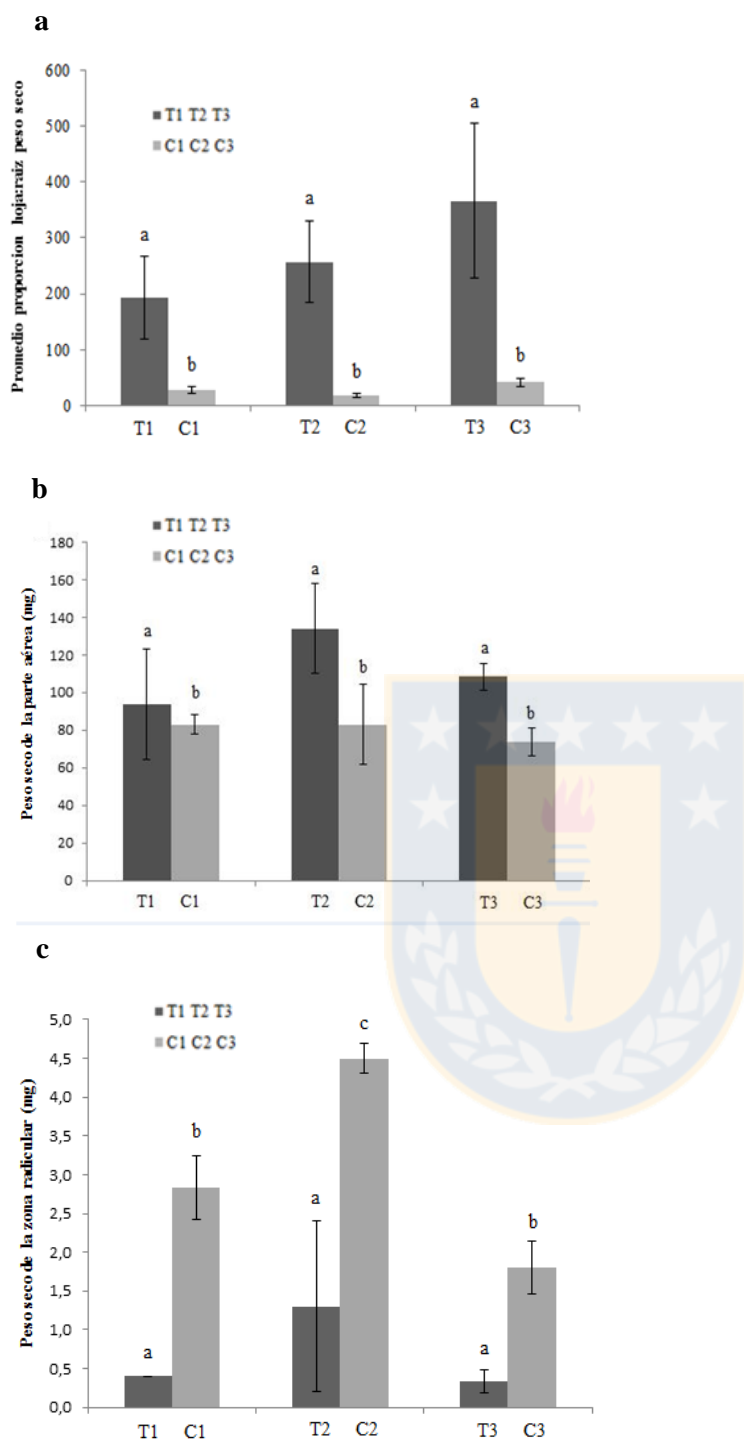 a
Promedio proporcion hoja:raiz peso seco
600
500
400
300
200
100
0
T1 T2 T3
C1 C2 C3
a
b
a
b
a
b
T1 C1 T2 C2 T3 C3
b
Peso seco de la parte aérea (mg)
180
160
140
120
100
80
60
40
20
0
T1 T2 T3
C1 C2 C3
a
b
a
b
a
b
T1 C1 T2 C2 T3 C3
c
Peso seco de la zona radicular (mg)
5,0
4,5
4,0
3,5
3,0
2,5
2,0
1,5
1,0
0,5
0,0
T1 T2 T3
C1 C2 C3
a
b
a
c
a
b
T1 C1 T2 C2 T3 C3